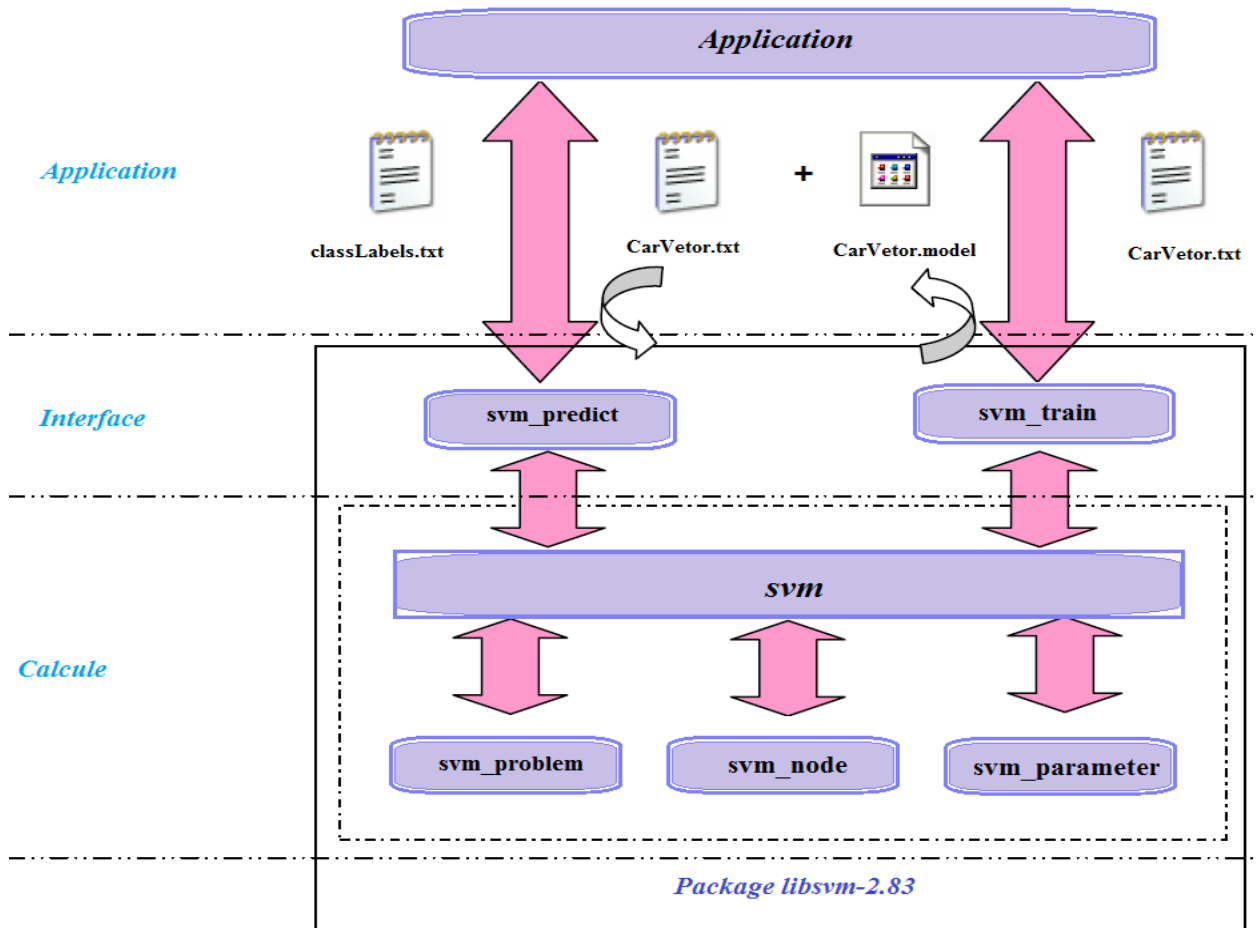 Application
Application
+
classLabels.txt
CarVetor.txt
CarVetor.model
CarVetor.txt
Interface
svm_predict
svm_train
svm
Calcule
svm_problem
svm_node
svm_parameter
Package libsvm-2.83